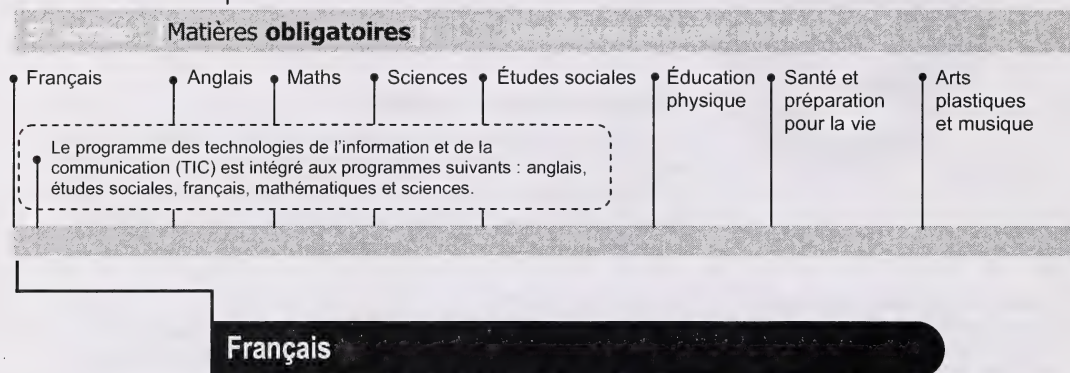 Matières obligatoires
Français
Anglais
Maths
Sciences
Études sociales
Éducation
physique
Santé et
préparation
pour la vie
Arts
plastiques
et musique
Le programme des technologies de l'information et de la
communication (TIC) est intégré aux programmes suivants : anglais,
études sociales, français, mathématiques et sciences.
Français